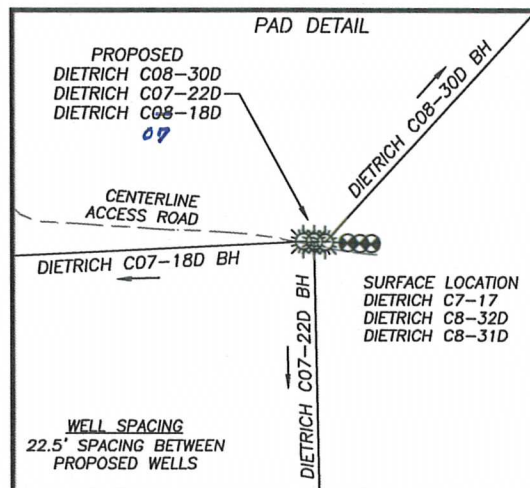 PAD DETAIL
PROPOSED
DIETRICH C08-30D
DIETRICH C07-22D
DIETRICH C08-18D
07
DIETRICH C08-30D BH
CENTERLINE
ACCESS ROAD
DIETRICH C07-18D BH
DIETRICH C07-22D BH
SURFACE LOCATION
DIETRICH C7-17
DIETRICH C8-32D
DIETRICH C8-31D
WELL SPACING
22.5' SPACING BETWEEN
PROPOSED WELLS